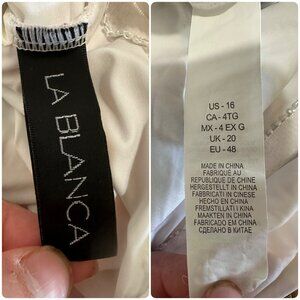 LA BLANCA
US - 16
CA - 4TG
MX - 4 EX G
UK - 20
EU - 48
MADE IN CHINA
FABRIQUÉ AU
REPUBLIQUE DE CHINE
HERGESTELLT IN CHINA
FABBRICATI IN CINESE
HECHO EN CHINA
FREMSTILLATI I KINA
MAAKTEN IN CHINA
FABRICADO EM CHINA
СДЕЛАНО В КИТАЕ